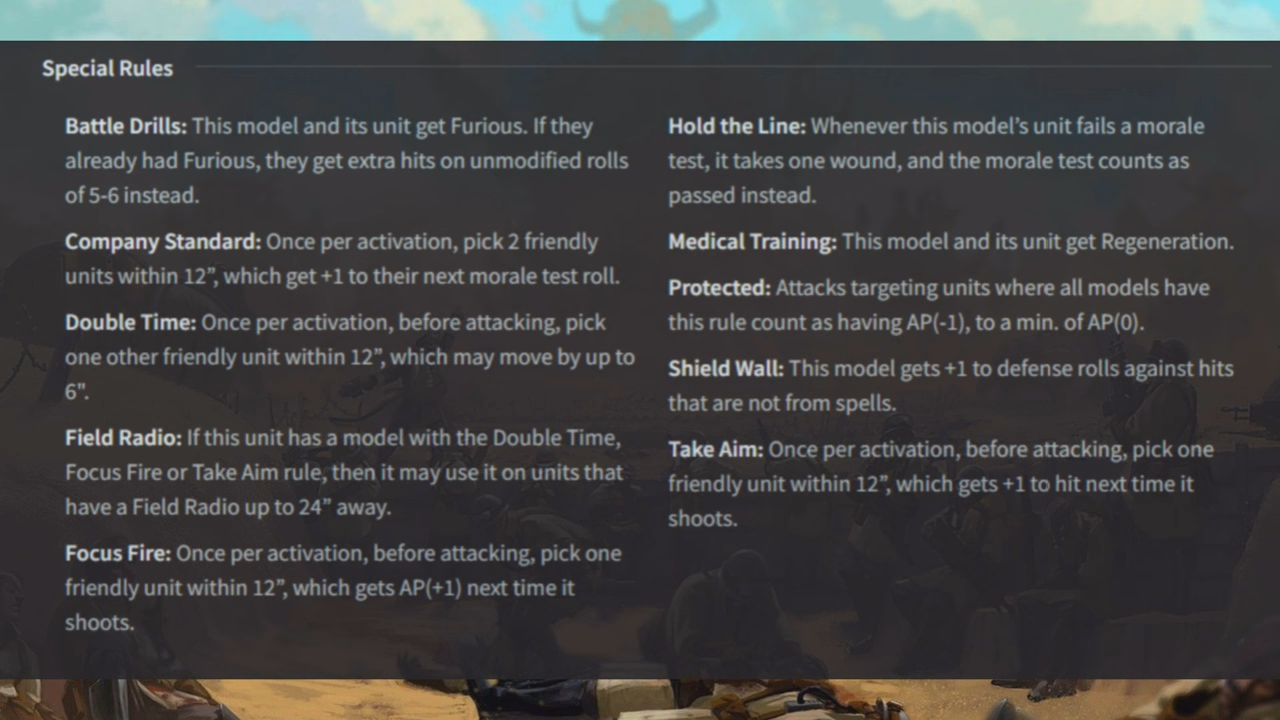 Special Rules
Battle Drills: This model and its unit get Furious. If they
already had Furious, they get extra hits on unmodified rolls
of 5-6 instead.
Company Standard: Once per activation, pick 2 friendly
units within 12”, which get +1 to their next morale test roll.
Double Time: Once per activation, before attacking, pick
one other friendly unit within 12”, which may move by up to
6".
Field Radio: If this unit has a model with the Double Time,
Focus Fire or Take Aim rule, then it may use it on units that
have a Field Radio up to 24” away.
Focus Fire: Once per activation, before attacking, pick one
friendly unit within 12”, which gets AP(+1) next time it
shoots.
Hold the Line: Whenever this model’s unit fails a morale
test, it takes one wound, and the morale test counts as
passed instead.
Medical Training: This model and its unit get Regeneration.
Protected: Attacks targeting units where all models have
this rule count as having AP(-1), to a min. of AP(0).
Shield Wall: This model gets +1 to defense rolls against hits
that are not from spells.
Take Aim: Once per activation, before attacking, pick one
friendly unit within 12”, which gets +1 to hit next time it
shoots.